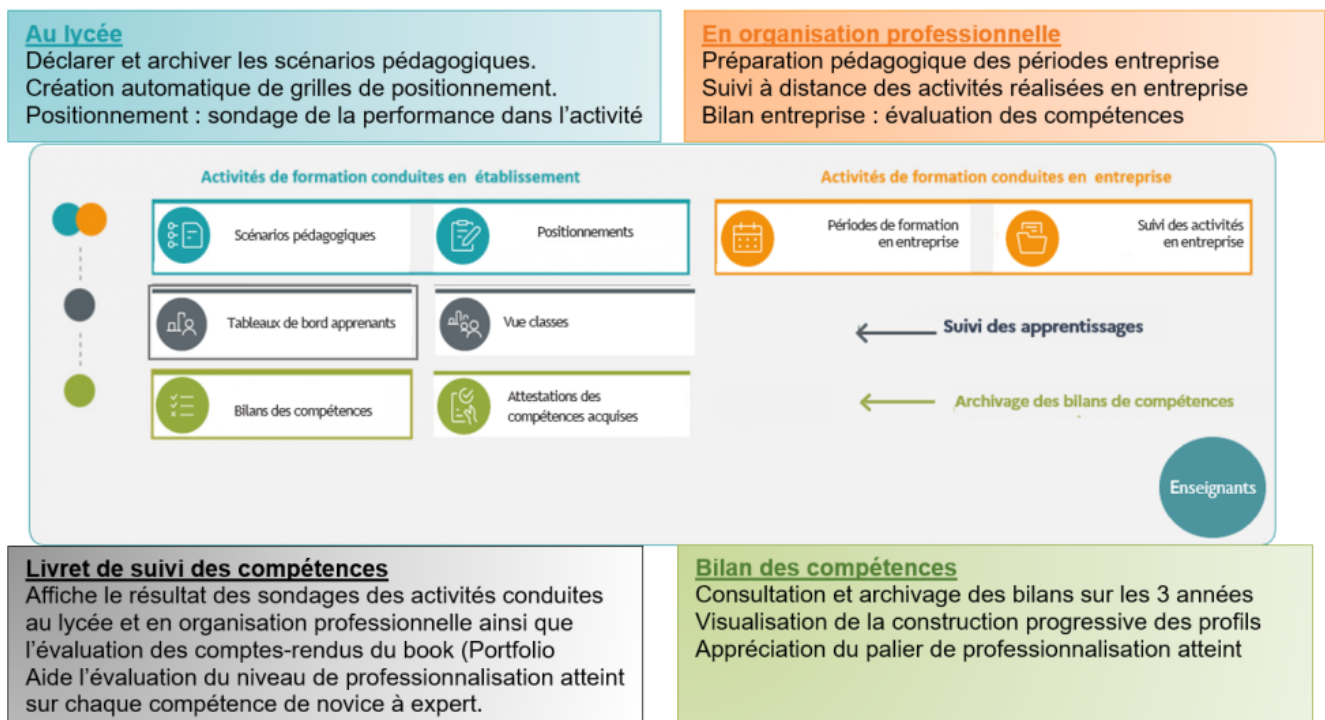 Au lycée
Déclarer et archiver les scénarios pédagogiques.
Création automatique de grilles de positionnement.
Positionnement : sondage de la performance dans l'activité
En organisation professionnelle
Préparation pédagogique des périodes entreprise
Suivi à distance des activités réalisées en entreprise
Bilan entreprise : évaluation des compétences
Activités de formation conduites en établissement
Activités de formation conduites en entreprise
Scénarios pédagogiques
Positionnements
Périodes de formation
en entreprise
Suivi des activités
en entreprise
Tableaux de bord apprenants
Vue classes
Suivi des apprentissages
Bilans des compétences
Attestations des
compétences acquises
Archivage des bilans de compétences
Enseignants
Livret de suivi des compétences
Affiche le résultat des sondages des activités conduites
au lycée et en organisation professionnelle ainsi que
l'évaluation des comptes-rendus du book (Portfolio
Aide l'évaluation du niveau de professionnalisation atteint
sur chaque compétence de novice à expert.
Bilan des compétences
Consultation et archivage des bilans sur les 3 années
Visualisation de la construction progressive des profils
Appréciation du palier de professionnalisation atteint